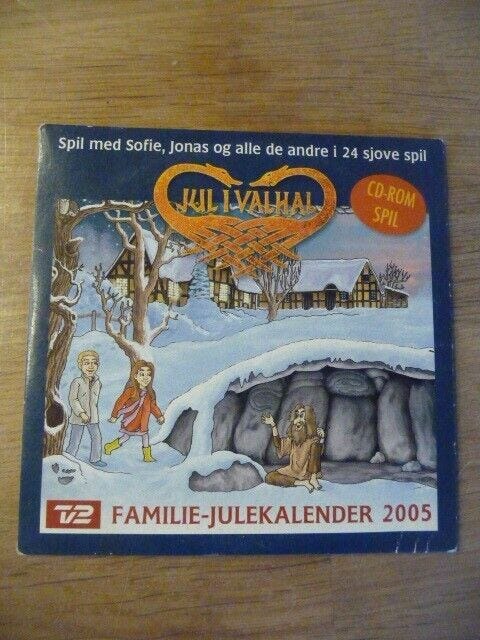 Spil med Sofie, Jonas og alle de andre i 24 sjove spil
JUL I VALHAL
CD-ROM
SPIL
TV2 FAMILIE-JULEKALENDER 2005